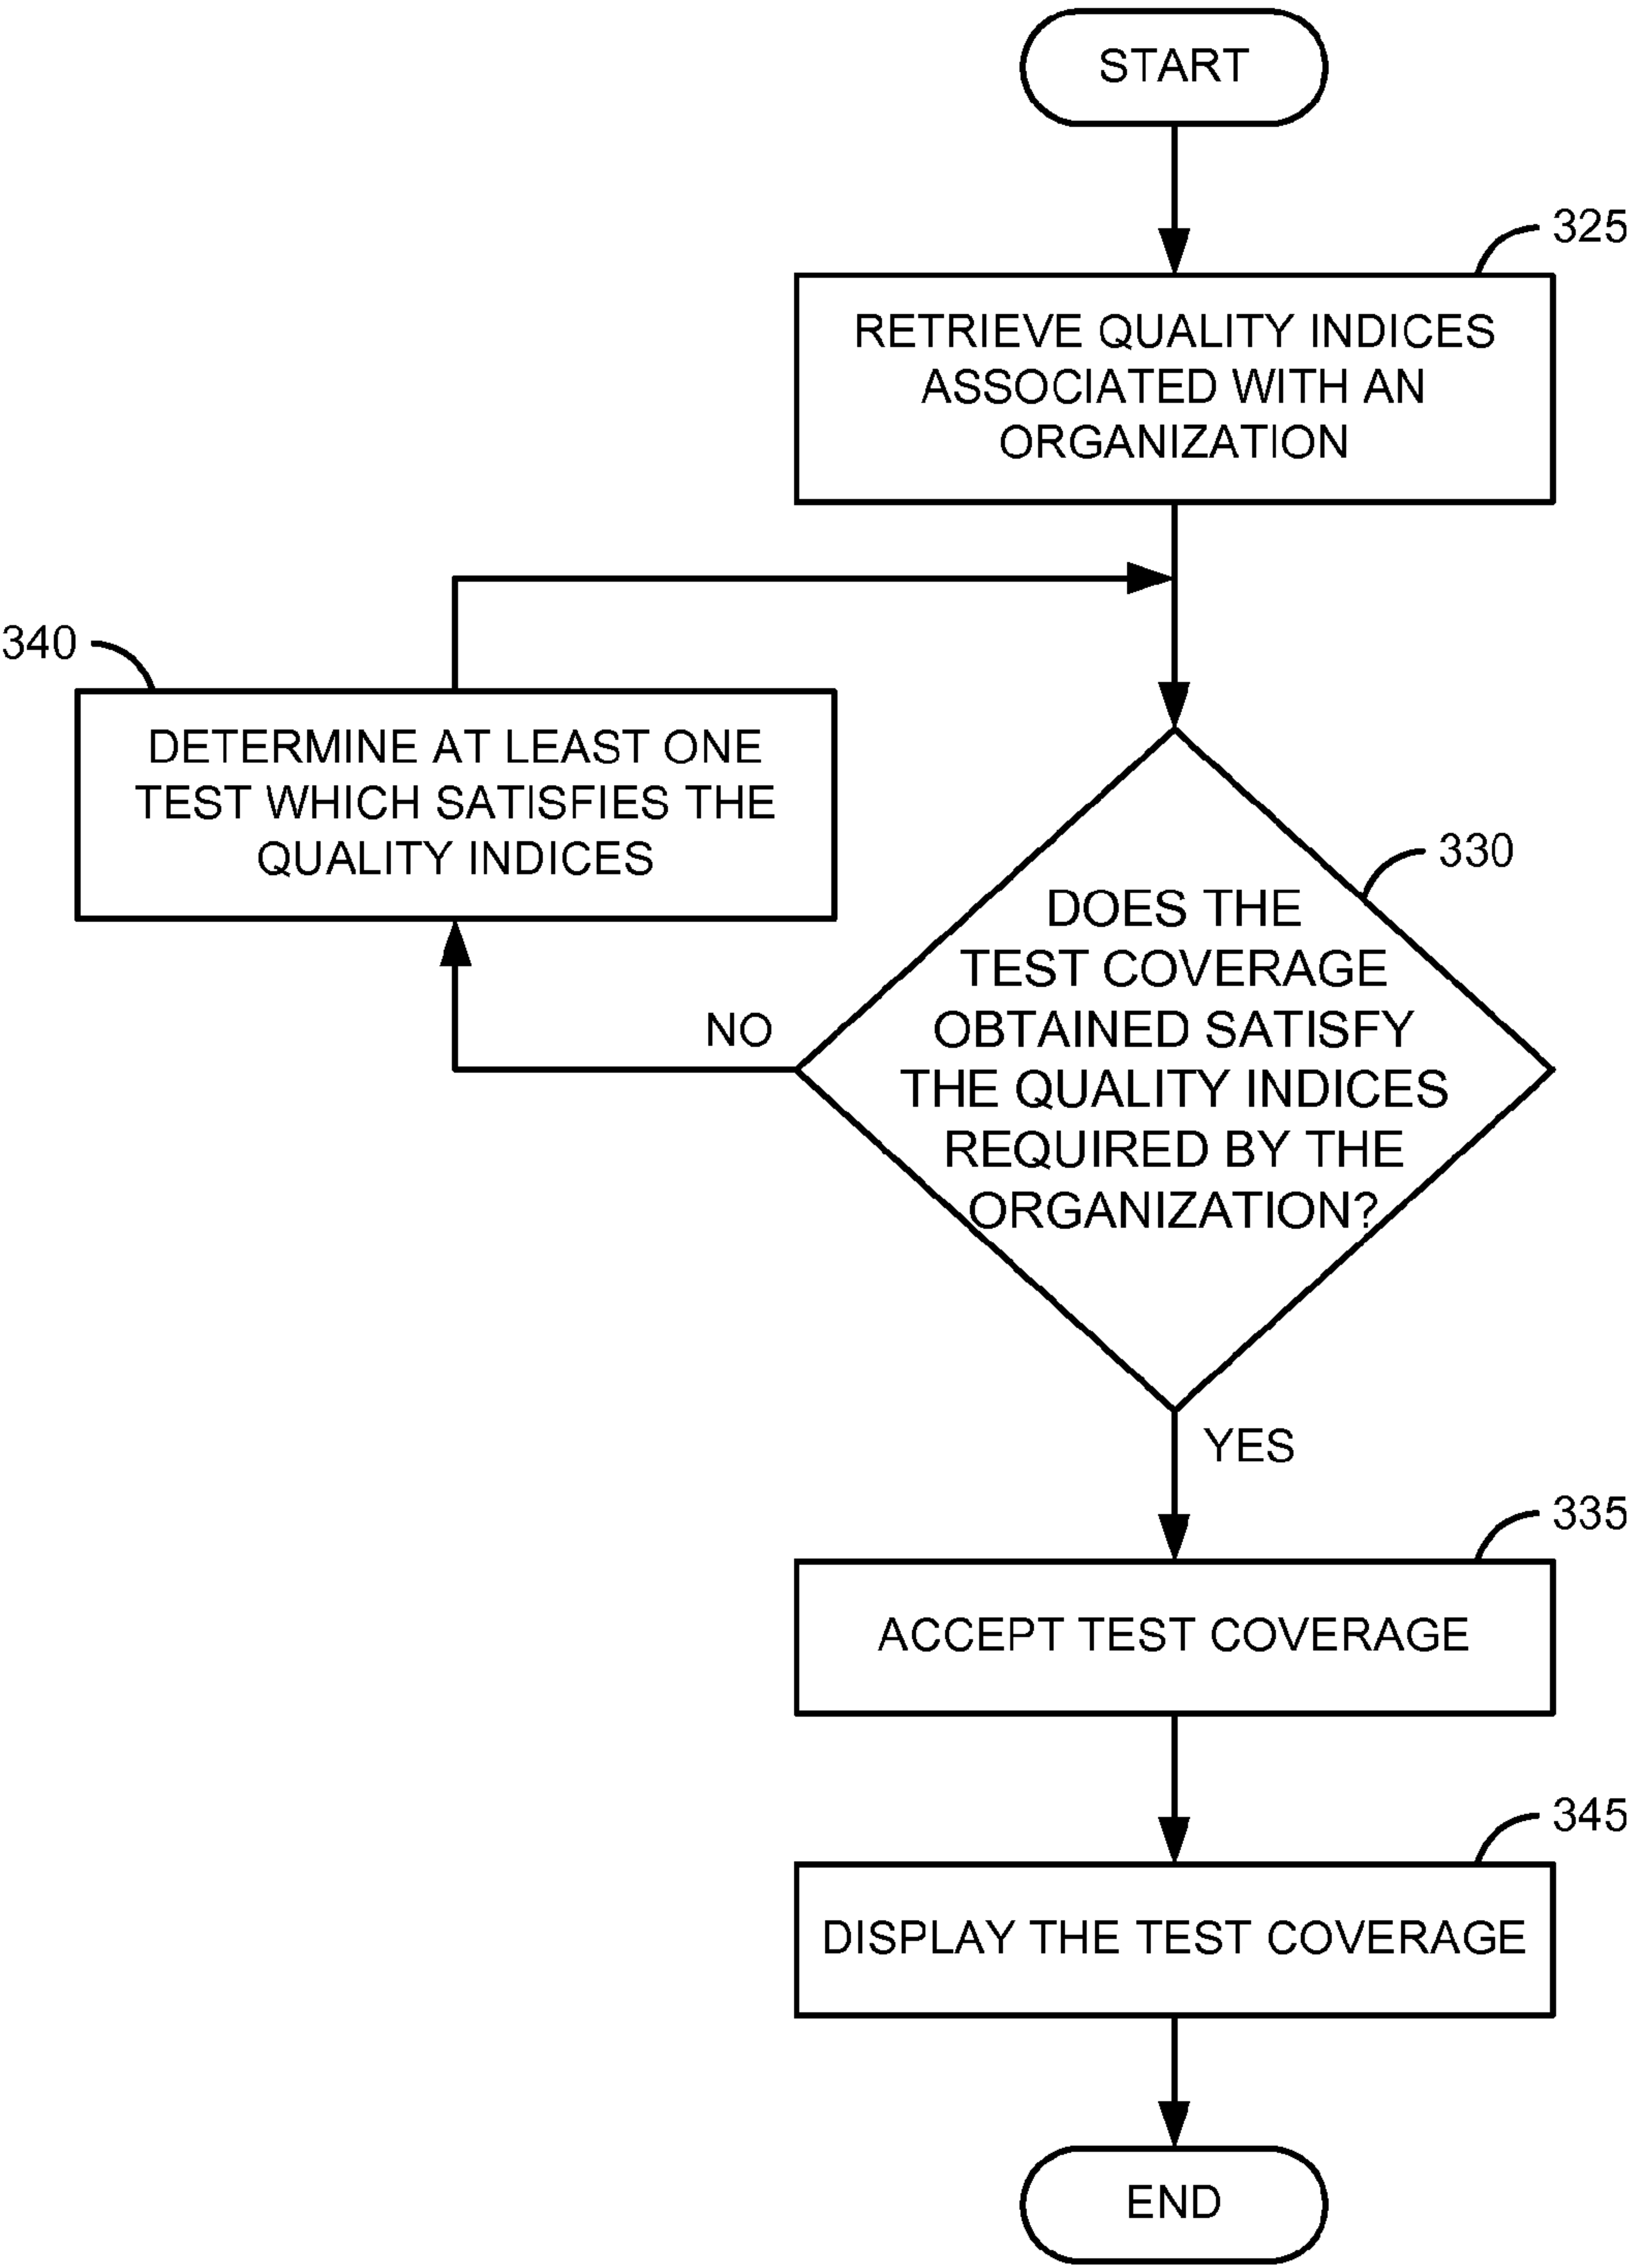 START
325
RETRIEVE QUALITY INDICES
ASSOCIATED WITH AN
ORGANIZATION
340
DETERMINE AT LEAST ONE
TEST WHICH SATISFIES THE
QUALITY INDICES
330
DOES THE
TEST COVERAGE
OBTAINED SATISFY
THE QUALITY INDICES
REQUIRED BY THE
ORGANIZATION?
NO
YES
335
ACCEPT TEST COVERAGE
345
DISPLAY THE TEST COVERAGE
END